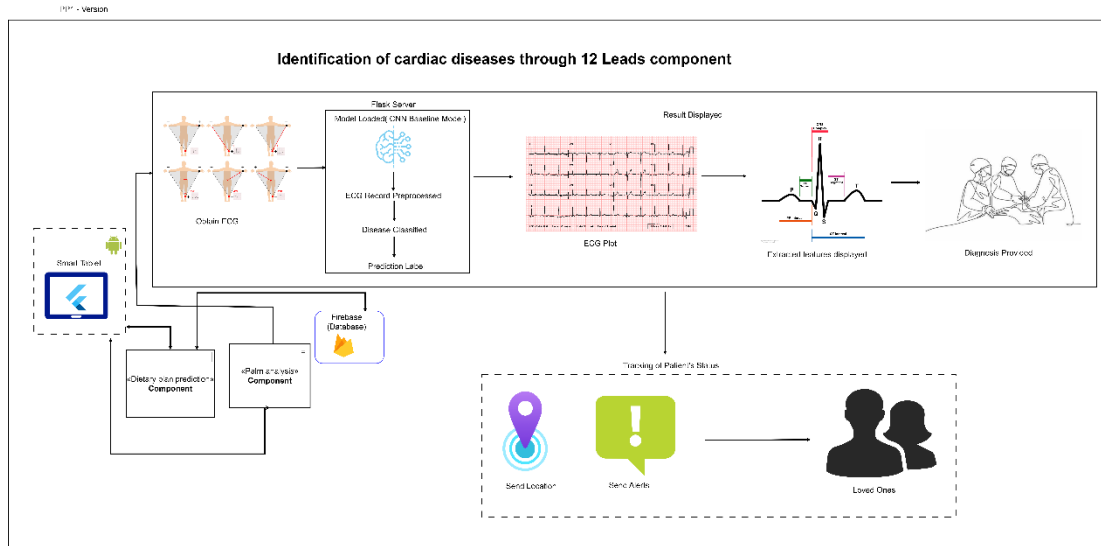 - Version
Identification of cardiac diseases through 12 Leads component
Flask Server
Model Loaded( CNN Baseline Mode )
Result Displayed
ECG Record Preprocessed
Obtain ECG
Disease Classified
ECG Plot
Extracted features displayed
Diagnosis Provided
Prediction Labe
Smart Tablet
Firebase
(Database)
«Dietary plan prediction»
Component
«Palm analysis»
Component
Tracking of Patient's Status
Send Location
Send Alerts
Loved Ones